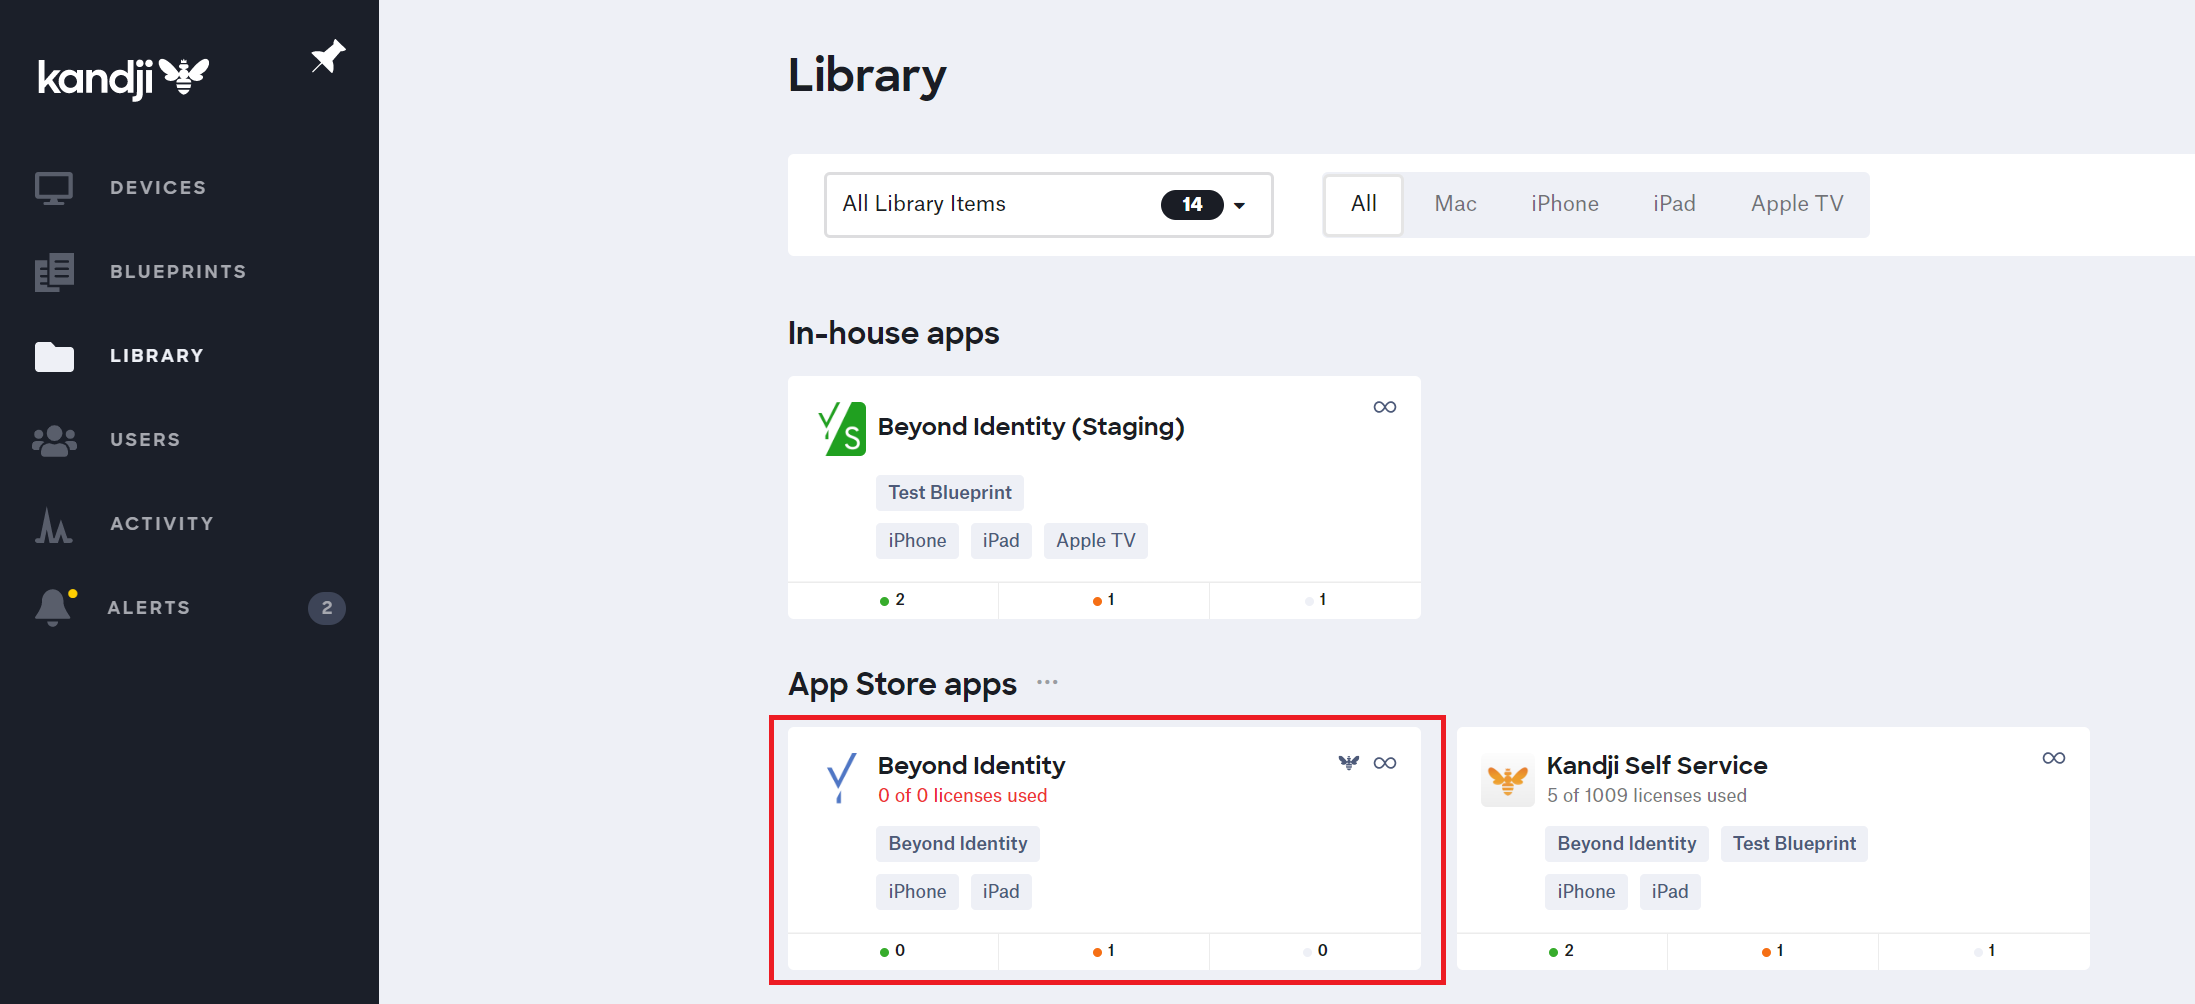 kandji
DEVICES
BLUEPRINTS
LIBRARY
USERS
ACTIVITY
ALERTS 2
Library
All Library Items 14
All Mac iPhone iPad Apple TV
In-house apps
S
Beyond Identity (Staging)
Test Blueprint
iPhone iPad Apple TV
2 1 1
App Store apps ...
Beyond Identity
0 of 0 licenses used
Beyond Identity
iPhone iPad
0 1 0
Kandji Self Service
5 of 1009 licenses used
Beyond Identity Test Blueprint
iPhone iPad
2 1 1